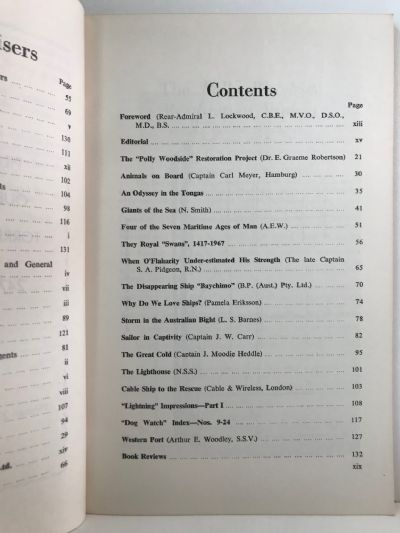 isers
Page
55
69
v
130
111
xii
102
104
98
116
i
131
and General
iv
vii
iii
89
121
81
ii
vi
viii
107
94
29
xiv
66
Contents
Page
Foreword (Rear-Admiral L. Lockwood, C.B.E., M.V.O., D.S.O.,
M.D., B.S. xiii
Editorial xv
The "Polly Woodside" Restoration Project (Dr. E. Graeme Robertson) 21
Animals on Board (Captain Carl Meyer, Hamburg) 30
An Odyssey in the Tongas 35
Giants of the Sea (N. Smith) 41
Four of the Seven Maritime Ages of Man (A.E.W.) 51
They Royal "Swans", 1417-1967 56
When O'Flaharity Under-estimated His Strength (The late Captain
S. A. Pidgeon, R.N.) 65
The Disappearing Ship "Baychimo" (B.P. (Aust.) Pty. Ltd.) 70
Why Do We Love Ships? (Pamela Eriksson) 74
Storm in the Australian Bight (L. S. Barnes) 78
Sailor in Captivity (Captain J. W. Carr) 82
The Great Cold (Captain J. Moodie Heddle) 95
The Lighthouse (N.S.S.) 101
Cable Ship to the Rescue (Cable & Wireless, London) 103
"Lightning" Impressions—Part I 108
"Dog Watch" Index—Nos. 9-24 117
Western Port (Arthur E. Woodley, S.S.V.) 127
Book Reviews 132
xix